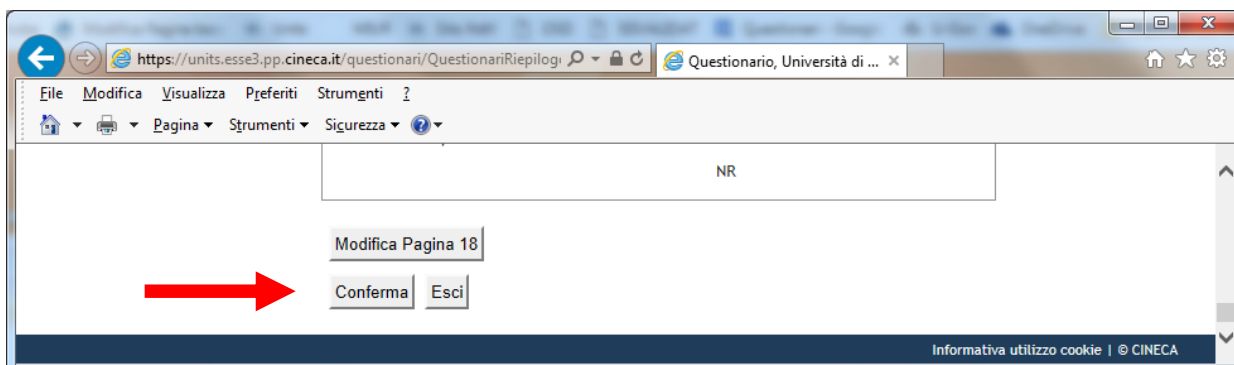 https://units.esse3.pp.cineca.it/questionari/QuestionariRiepilog
Questionario, Università di ...
File Modifica Visualizza Preferiti Strumenti ?
Pagina Strumenti Sicurezza
NR
Modifica Pagina 18
Conferma Esci
Informativa utilizzo cookie | © CINECA